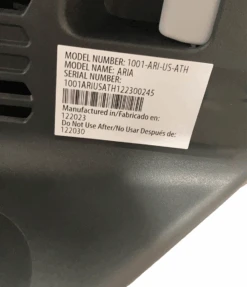 MODEL NUMBER: 1001-ARI-US-ATH
MODEL NAME: ARIA
SERIAL NUMBER:
1001ARIUSATH122300245
Manufactured in/Fabricado en:
122023
Do Not Use After/No Usar Después de:
122030